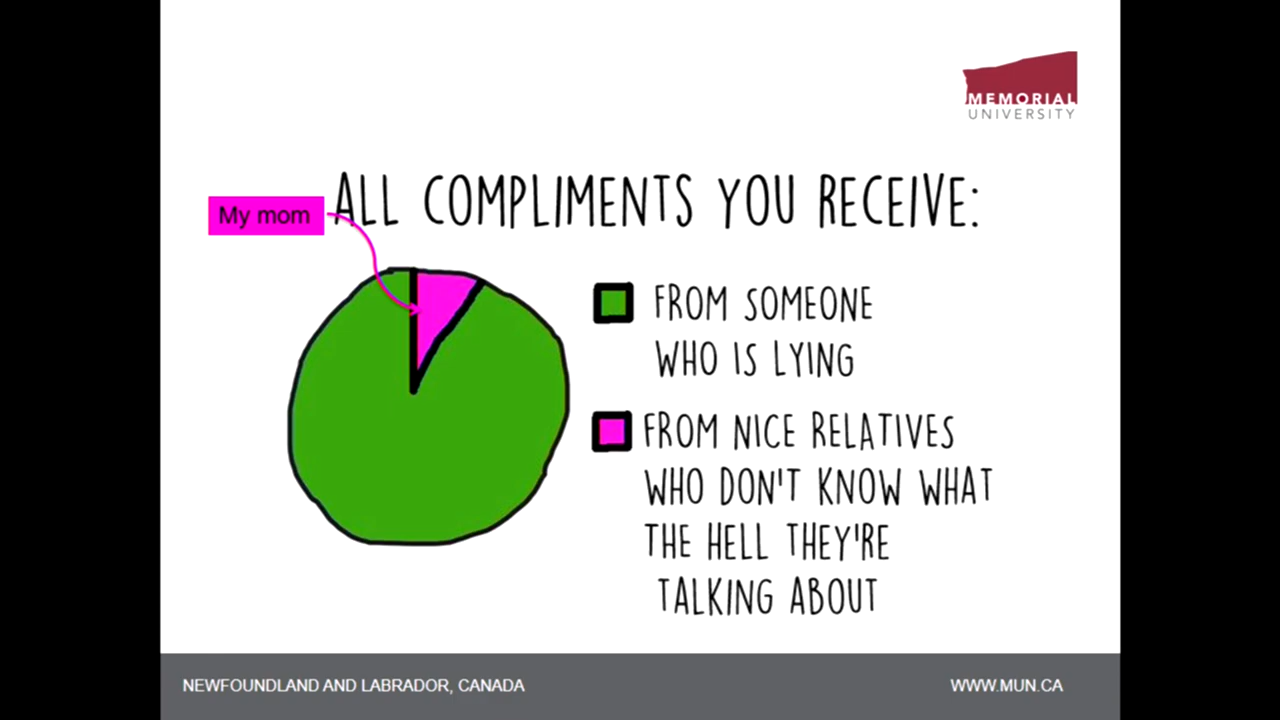 MEMORIAL
UNIVERSITY
ALL COMPLIMENTS YOU RECEIVE:
My mom
FROM SOMEONE
WHO IS LYING
FROM NICE RELATIVES
WHO DON'T KNOW WHAT
THE HELL THEY'RE
TALKING ABOUT
NEWFOUNDLAND AND LABRADOR, CANADA
WWW.MUN.CA